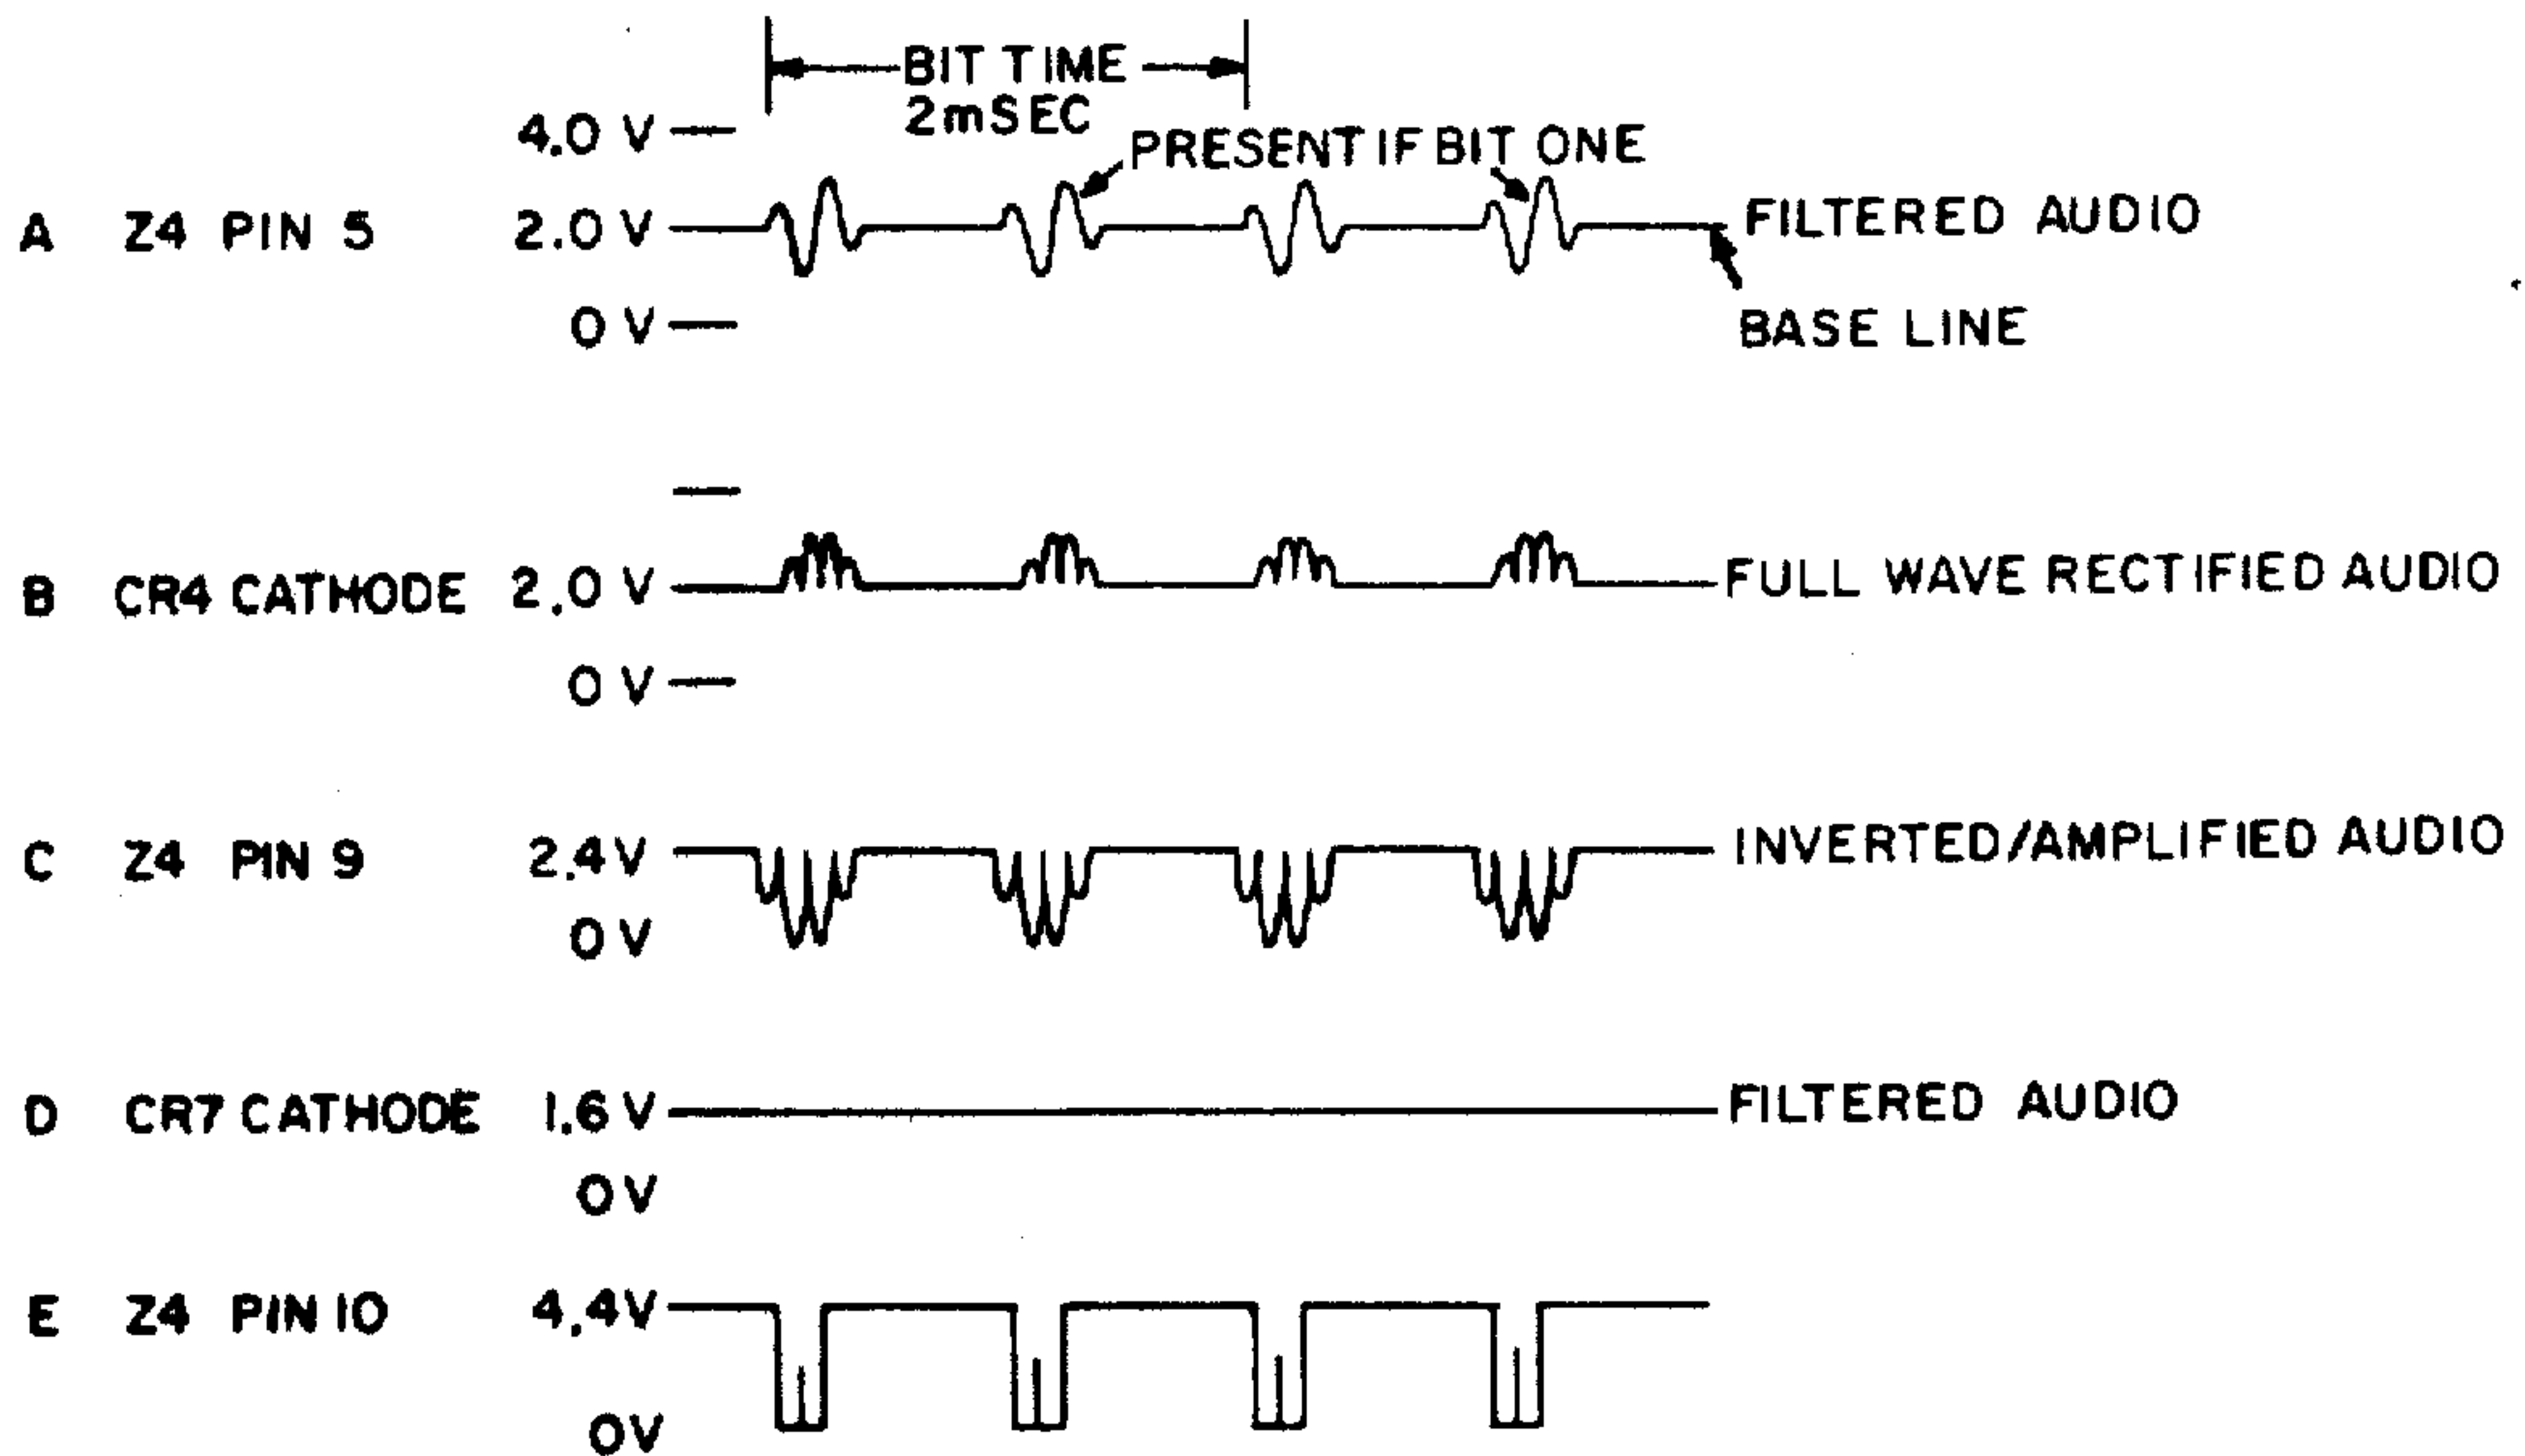 BIT TIME
2mSEC
4.0 V
PRESENT IF BIT ONE
A Z4 PIN 5 2.0 V FILTERED AUDIO
0 V
BASE LINE
B CR4 CATHODE 2.0 V FULL WAVE RECTIFIED AUDIO
0 V
C Z4 PIN 9 2.4V INVERTED/AMPLIFIED AUDIO
0V
D CR7 CATHODE 1.6 V FILTERED AUDIO
0V
E Z4 PIN 10 4.4V
0V